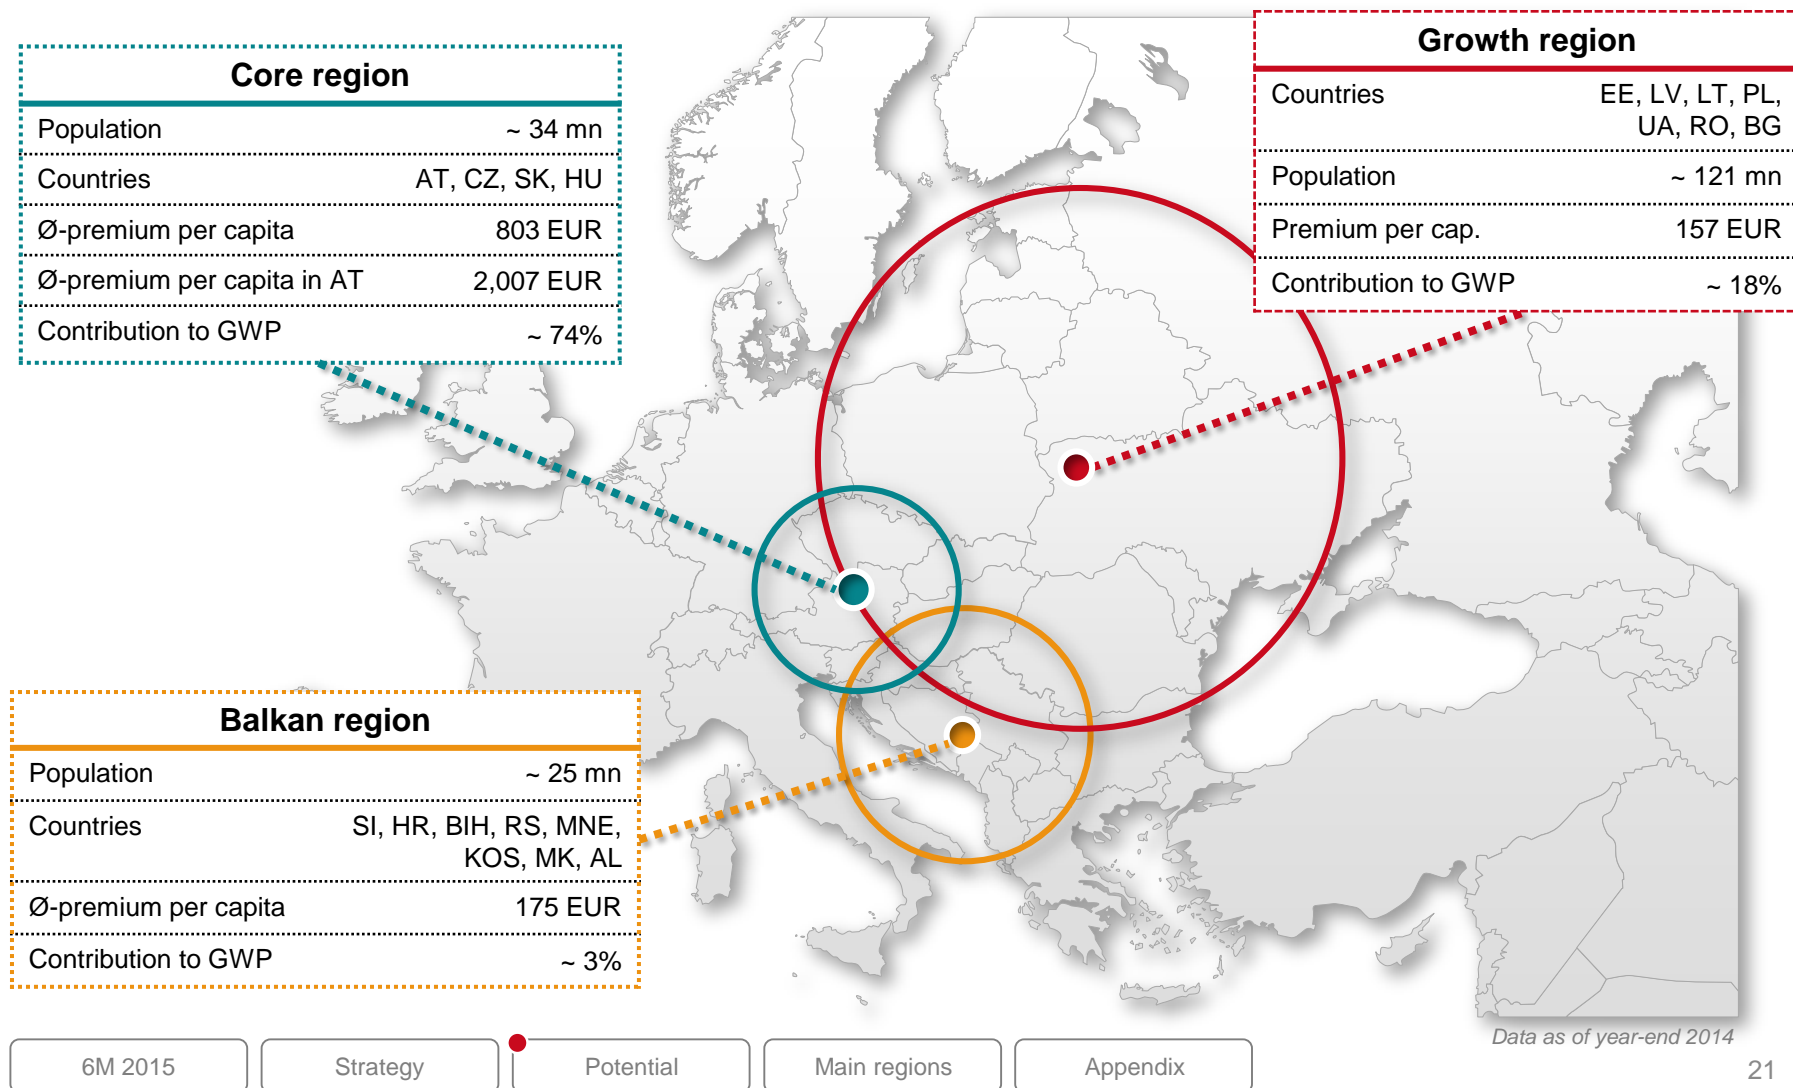 Core region
Population ~ 34 mn
Countries AT, CZ, SK, HU
Ø-premium per capita 803 EUR
Ø-premium per capita in AT 2,007 EUR
Contribution to GWP ~ 74%
Growth region
Countries EE, LV, LT, PL,
UA, RO, BG
Population ~ 121 mn
Premium per cap. 157 EUR
Contribution to GWP ~ 18%
Balkan region
Population ~ 25 mn
Countries SI, HR, BIH, RS, MNE,
KOS, MK, AL
Ø-premium per capita 175 EUR
Contribution to GWP ~ 3%
Data as of year-end 2014
6M 2015 Strategy Potential Main regions Appendix
21